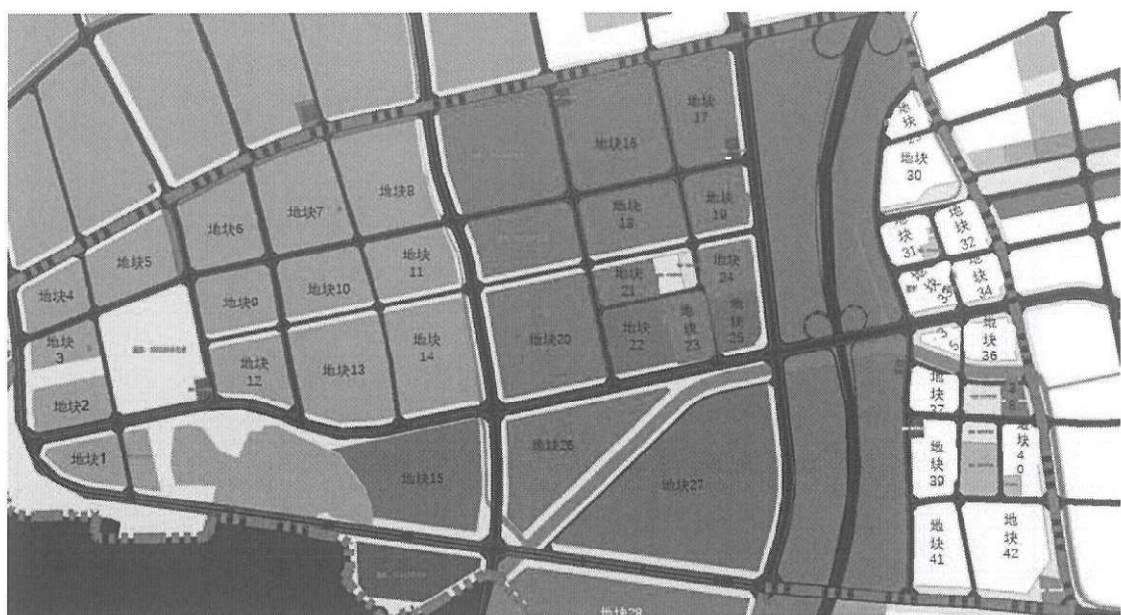 地块
17
地块16
地
块
29
地块
30
地块8
地块7
地块6
地块
19
地块
18
地
块
32
地
块
31
地块5
地块
11
地块
24
地
块
34
地块4
地块9
地块10
地块
21
地块
3
地块
22
地
块
23
地
块
25
地块20
地块
14
地块
36
3
5
地块
12
地块13
地块2
地
块
37
地块1
地块15
地块26
地块27
地
块
39
地
块
4
0
地
块
41
地
块
42
地块28